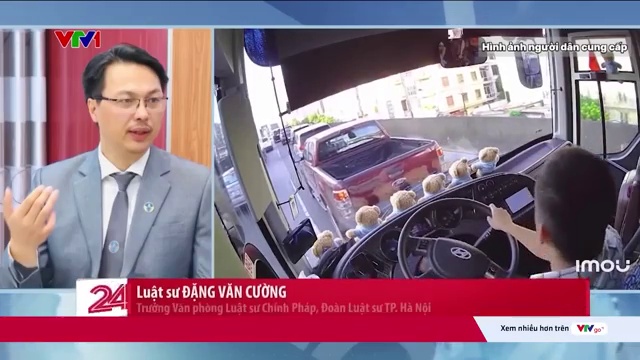 VTV1
Hình ảnh người dân cung cấp
imou
24
Luật sư ĐẶNG VĂN CƯỜNG
Trưởng Văn phòng Luật sư Chính Pháp, Đoàn Luật sư TP. Hà Nội
Xem nhiều hơn trên
VTVgo